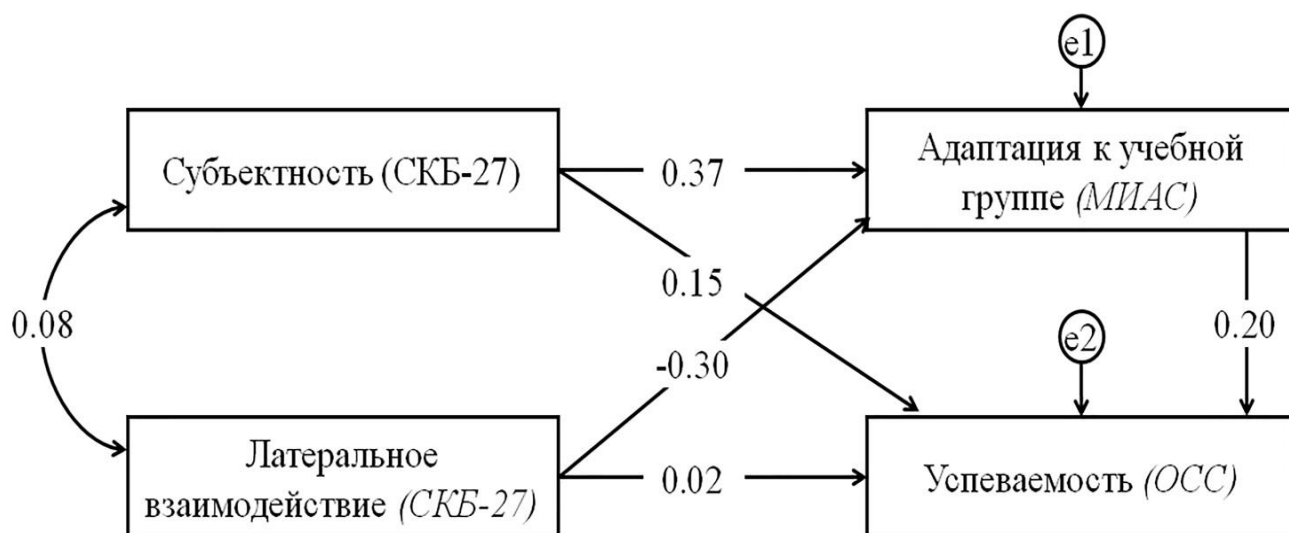 e1
Субъектность (СКБ-27)
0.37
Адаптация к учебной
группе (МИАС)
0.15
0.08
-0.30
e2
0.20
Латеральное
взаимодействие (СКБ-27)
0.02
Успеваемость (ОСС)